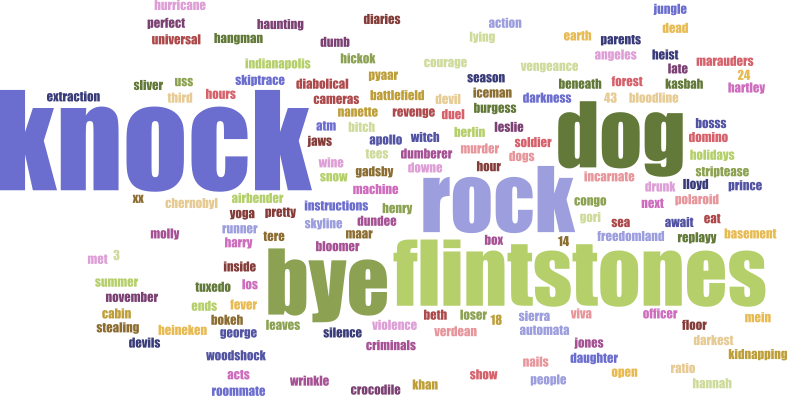 hurricane
jungle
perfect haunting diaries action dead
universal hangman dumb lying earth parents
indianapolis hickok courage vengeance angeles heist marauders
late
sliver uss skiptrace diabolical pyaar season beneath forest kasbah 24
hartley
extraction third hours cameras battlefield devil iceman darkness 43 bloodline
nanette revenge duel burgess
knock atm bitch apollo witch berlin leslie dog bosss
jaws soldier domino
tees dumberer murder dogs holidays
wine downe hour
snow gadsby incarnate striptease
machine rock drunk lloyd prince
xx chernobyl airbender instructions henry congo next polaroid
yoga pretty
skyline dundee gori sea await eat
molly runner tere maar freedomland replayy basement
harry bloomer box 14
met 3 inside bye flintstones
summer tuxedo los
november
cabin ends fever
stealing heineken bokeh george leaves silence violence beth loser 18 sierra viva officer floor mein
devils verdean automata darkest
criminals jones
woodshock daughter kidnapping
acts nails open ratio
roommate wrinkle crocodile khan show people hannah